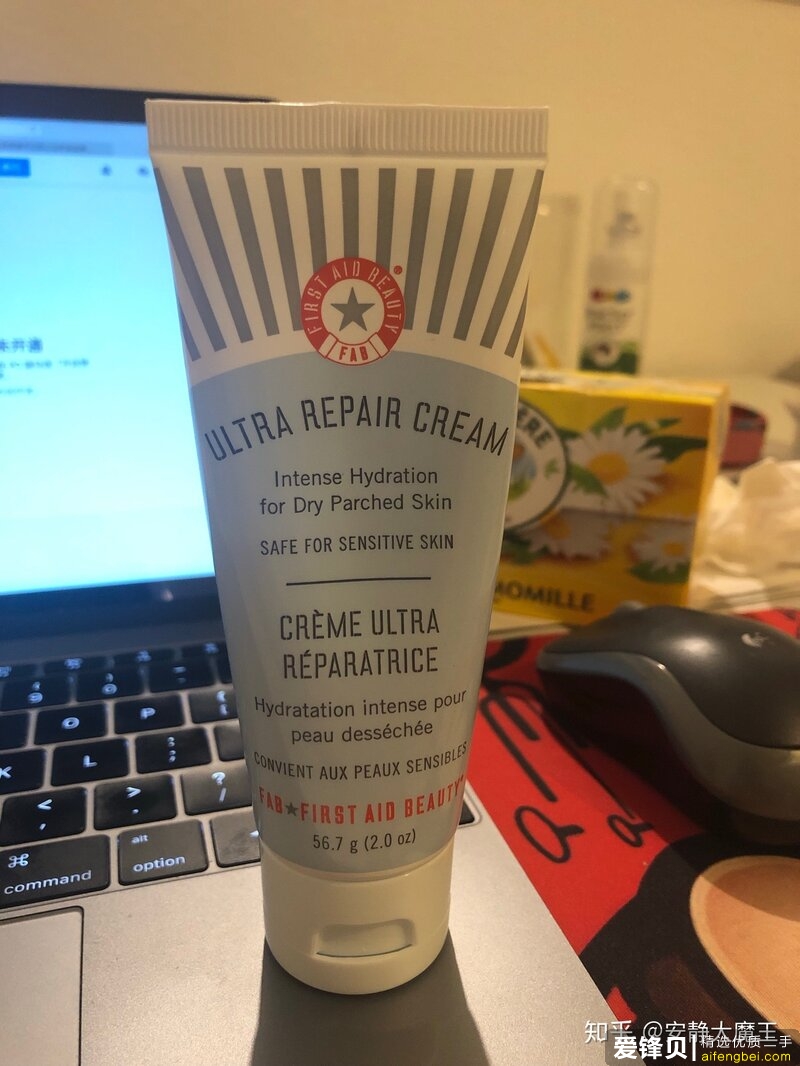 FIRST AID BEAUTY
FAB
ULTRA REPAIR CREAM
Intense Hydration
for Dry Parched Skin
SAFE FOR SENSITIVE SKIN
CRÈME ULTRA
RÉPARATRICE
Hydratation intense pour
peau desséchée
CONVIENT AUX PEAUX SENSIBLES
FAB★FIRST AID BEAUTY®
56.7 g (2.0 oz)
OMILLE
O
P
K
L
command
alt
option
知乎 @安静大魔王
爱锋贝 精选优质二手
aifengbei.com